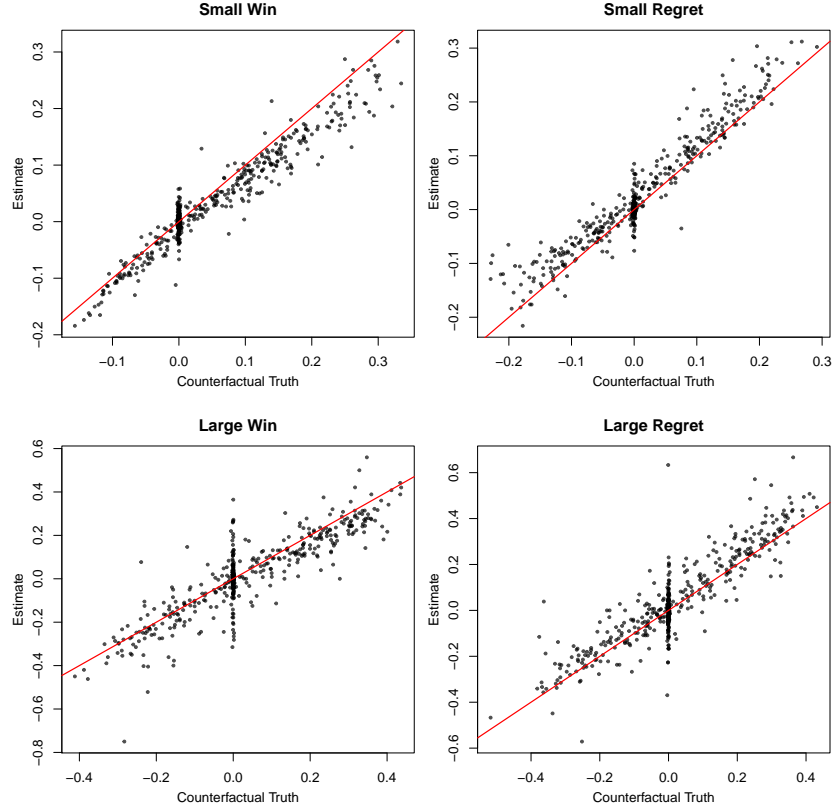 Small Win
Estimate
0.3
0.2
0.1
0.0
−0.1
−0.2
−0.1 0.0 0.1 0.2 0.3
Counterfactual Truth
Small Regret
Estimate
0.3
0.2
0.1
0.0
−0.1
−0.2
−0.2 −0.1 0.0 0.1 0.2 0.3
Counterfactual Truth
Large Win
Estimate
0.6
0.4
0.2
0.0
−0.2
−0.4
−0.6
−0.8
−0.4 −0.2 0.0 0.2 0.4
Counterfactual Truth
Large Regret
Estimate
0.6
0.4
0.2
0.0
−0.2
−0.4
−0.6
−0.4 −0.2 0.0 0.2 0.4
Counterfactual Truth